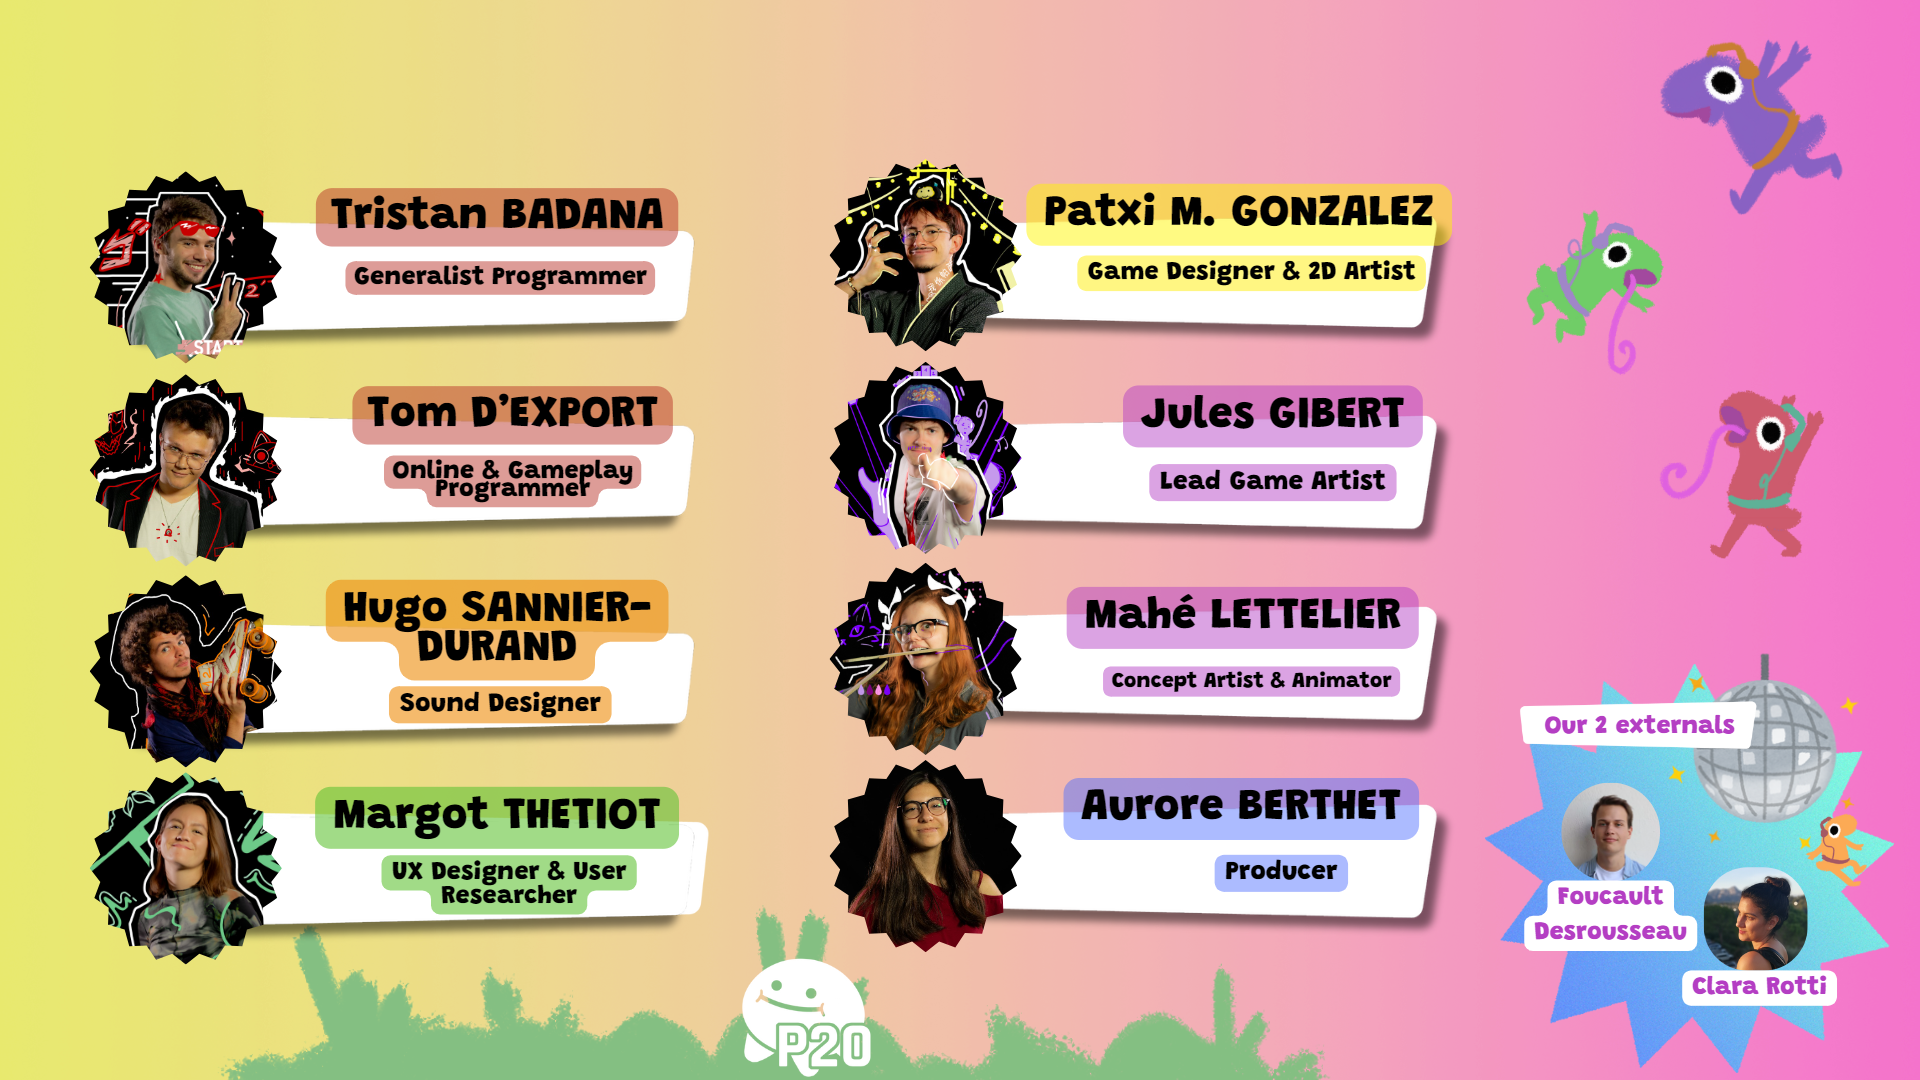 Tristan BADANA
Generalist Programmer
Tom D'EXPORT
Online & Gameplay
Programmer
Hugo SANNIER-
DURAND
Sound Designer
Margot THETIOT
UX Designer & User
Researcher
Patxi M. GONZALEZ
Game Designer & 2D Artist
Jules GIBERT
Lead Game Artist
Mahé LETTELIER
Concept Artist & Animator
Aurore BERTHET
Producer
Our 2 externals
Foucault
Desrousseau
Clara Rotti
P20